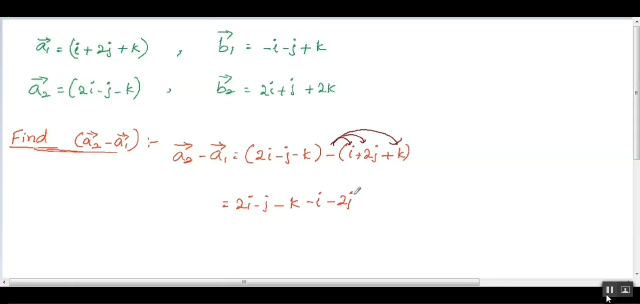 a₁⃗ = (i + 2j + k) , b₁⃗ = -i - j + k
a₂⃗ = (2i - j - k) , b₂⃗ = 2i + j + 2k
Find (a₂⃗ - a₁⃗) :- a₂⃗ - a₁⃗ = (2i - j - k) - (i + 2j + k)
= 2i - j - k - i - 2j